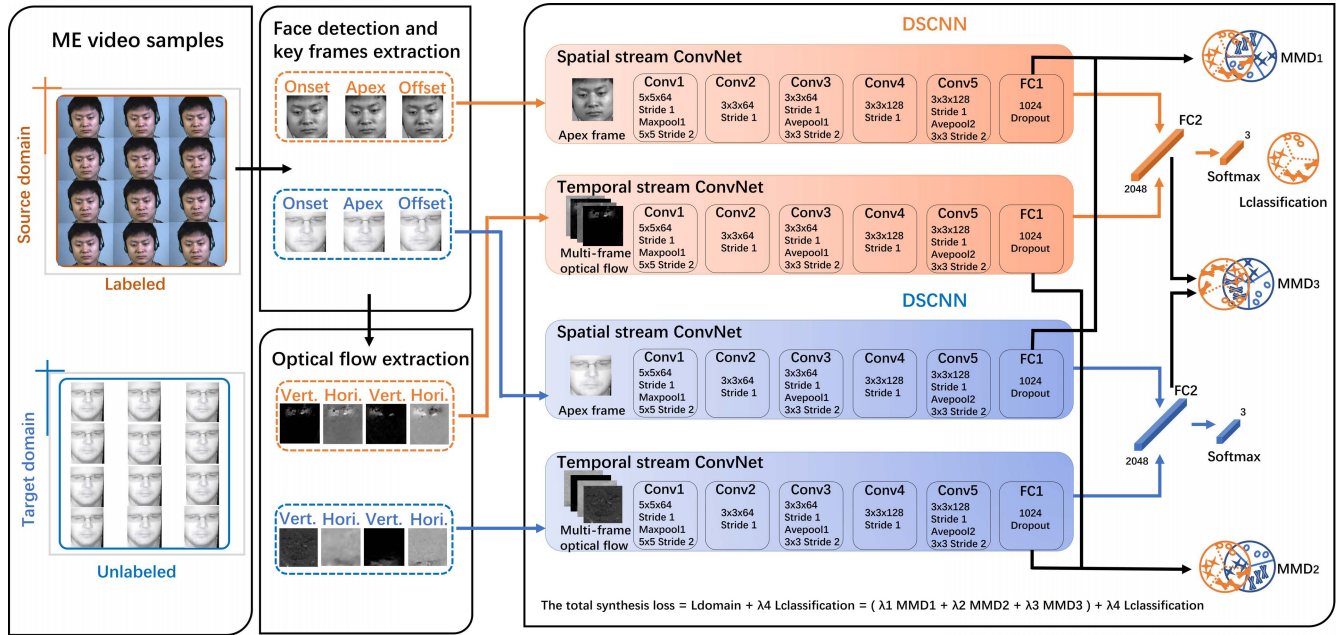 ME video samples
Source domain
Labeled
Target domain
Unlabeled
Face detection and
key frames extraction
Onset Apex Offset
Onset Apex Offset
Optical flow extraction
Vert. Hori. Vert. Hori.
Vert. Hori. Vert. Hori.
DSCNN
Spatial stream ConvNet
Apex frame
Conv1
5x5x64
Stride 1
Maxpool1
5x5 Stride 2
Conv2
3x3x64
Stride 1
Conv3
3x3x64
Stride 1
Avepool1
3x3 Stride 2
Conv4
3x3x128
Stride 1
Conv5
3x3x128
Stride 1
Avepool2
3x3 Stride 2
FC1
1024
Dropout
Temporal stream ConvNet
Multi-frame
optical flow
Conv1
5x5x64
Stride 1
Maxpool1
5x5 Stride 2
Conv2
3x3x64
Stride 1
Conv3
3x3x64
Stride 1
Avepool1
3x3 Stride 2
Conv4
3x3x128
Stride 1
Conv5
3x3x128
Stride 1
Avepool2
3x3 Stride 2
FC1
1024
Dropout
DSCNN
Spatial stream ConvNet
Apex frame
Conv1
5x5x64
Stride 1
Maxpool1
5x5 Stride 2
Conv2
3x3x64
Stride 1
Conv3
3x3x64
Stride 1
Avepool1
3x3 Stride 2
Conv4
3x3x128
Stride 1
Conv5
3x3x128
Stride 1
Avepool2
3x3 Stride 2
FC1
1024
Dropout
Temporal stream ConvNet
Multi-frame
optical flow
Conv1
5x5x64
Stride 1
Maxpool1
5x5 Stride 2
Conv2
3x3x64
Stride 1
Conv3
3x3x64
Stride 1
Avepool1
3x3 Stride 2
Conv4
3x3x128
Stride 1
Conv5
3x3x128
Stride 1
Avepool2
3x3 Stride 2
FC1
1024
Dropout
MMD1
FC2
2048
3
Softmax
Lclassification
MMD3
FC2
2048
3
Softmax
MMD2
The total synthesis loss = Ldomain + λ4 Lclassification = ( λ1 MMD1 + λ2 MMD2 + λ3 MMD3 ) + λ4 Lclassification